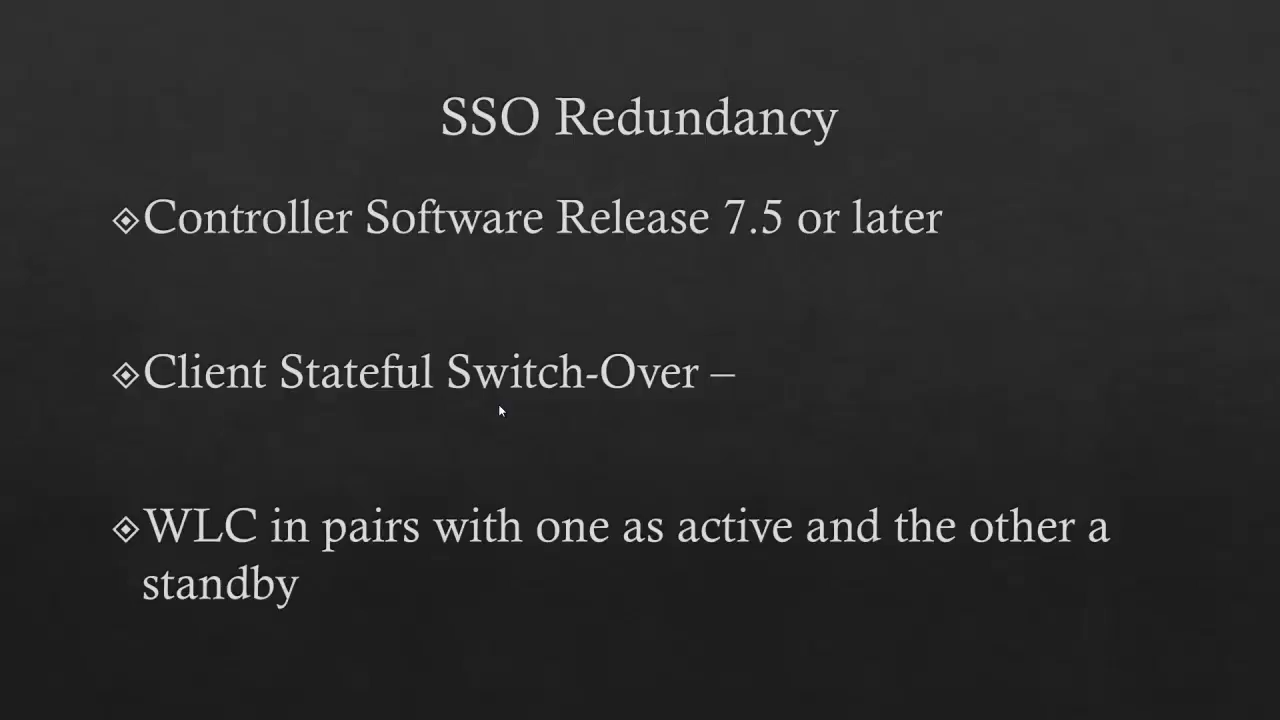 SSO Redundancy
Controller Software Release 7.5 or later
Client Stateful Switch-Over –
WLC in pairs with one as active and the other a
standby